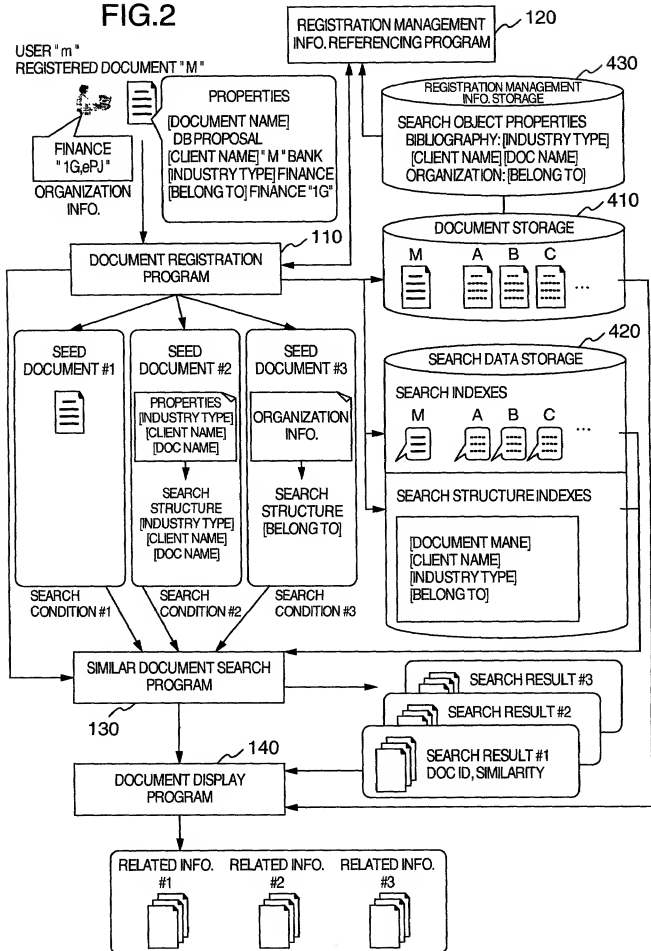 FIG.2
USER "m"
REGISTERED DOCUMENT "M"
FINANCE
"1G,ePJ"
ORGANIZATION
INFO.
PROPERTIES
[DOCUMENT NAME]
DB PROPOSAL
[CLIENT NAME] "M" BANK
[INDUSTRY TYPE] FINANCE
[BELONG TO] FINANCE "1G"
REGISTRATION MANAGEMENT
INFO. REFERENCING PROGRAM
120
430
REGISTRATION MANAGEMENT
INFO. STORAGE
SEARCH OBJECT PROPERTIES
BIBLIOGRAPHY: [INDUSTRY TYPE]
[CLIENT NAME] [DOC NAME]
ORGANIZATION: [BELONG TO]
410
DOCUMENT STORAGE
M A B C ...
110
DOCUMENT REGISTRATION
PROGRAM
SEED
DOCUMENT #1
SEED
DOCUMENT #2
PROPERTIES
[INDUSTRY TYPE]
[CLIENT NAME]
[DOC NAME]
SEARCH
STRUCTURE
[INDUSTRY TYPE]
[CLIENT NAME]
[DOC NAME]
SEED
DOCUMENT #3
ORGANIZATION
INFO.
SEARCH
STRUCTURE
[BELONG TO]
420
SEARCH DATA STORAGE
SEARCH INDEXES
M A B C ...
SEARCH STRUCTURE INDEXES
[DOCUMENT MANE]
[CLIENT NAME]
[INDUSTRY TYPE]
[BELONG TO]
SEARCH
CONDITION #1
SEARCH
CONDITION #2
SEARCH
CONDITION #3
SIMILAR DOCUMENT SEARCH
PROGRAM
130
SEARCH RESULT #3
SEARCH RESULT #2
SEARCH RESULT #1
DOC ID, SIMILARITY
140
DOCUMENT DISPLAY
PROGRAM
RELATED INFO.
#1
RELATED INFO.
#2
RELATED INFO.
#3